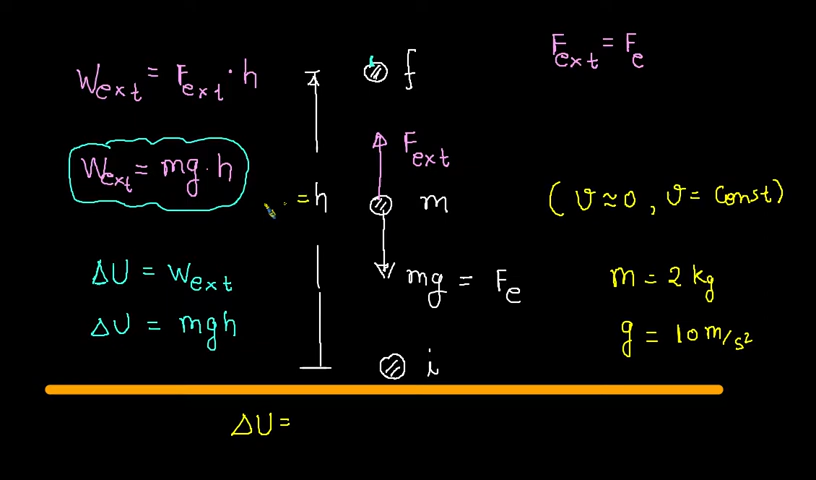 W_ext = F_ext · h
f
F_ext = F_e
F_ext
W_ext = mg · h
= h
m
( v ≈ 0 , v = const )
ΔU = W_ext
mg = F_e
m = 2 kg
ΔU = mgh
g = 10 m/s²
i
ΔU =